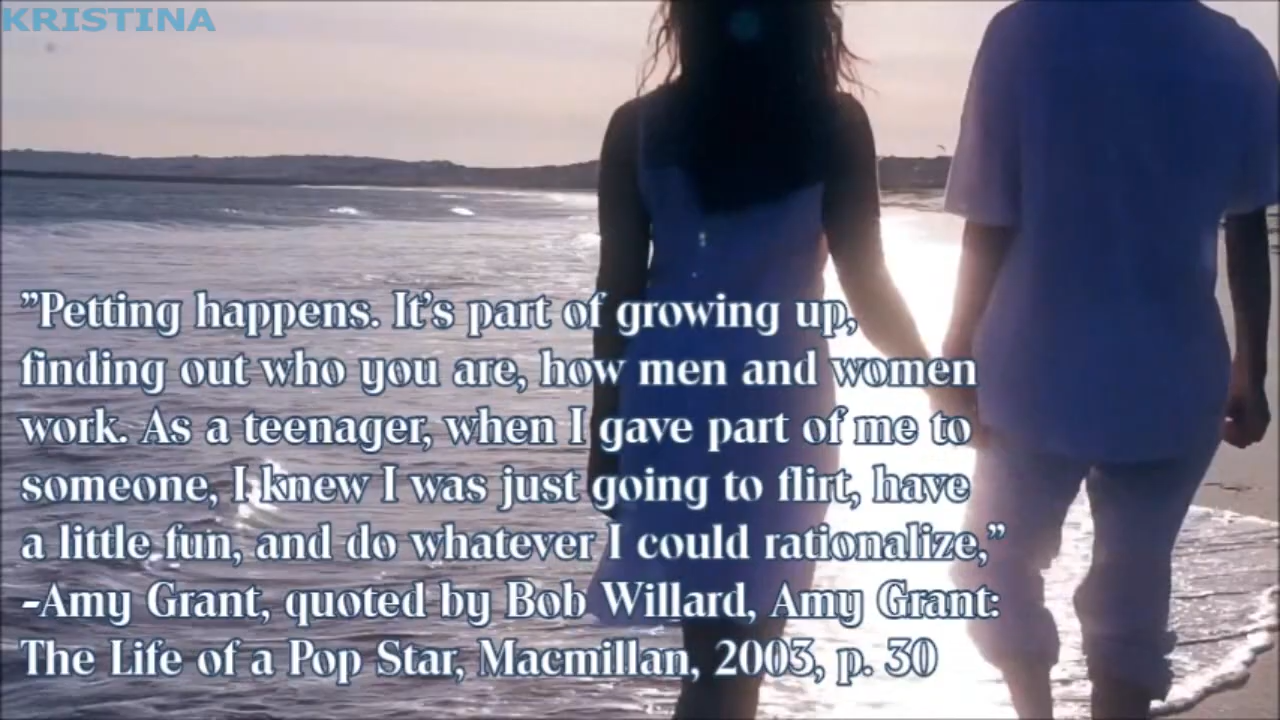 KRISTINA
”Petting happens. It’s part of growing up,
finding out who you are, how men and women
work. As a teenager, when I gave part of me to
someone, I knew I was just going to flirt, have
a little fun, and do whatever I could rationalize,”
-Amy Grant, quoted by Bob Willard, Amy Grant:
The Life of a Pop Star, Macmillan, 2003, p. 30